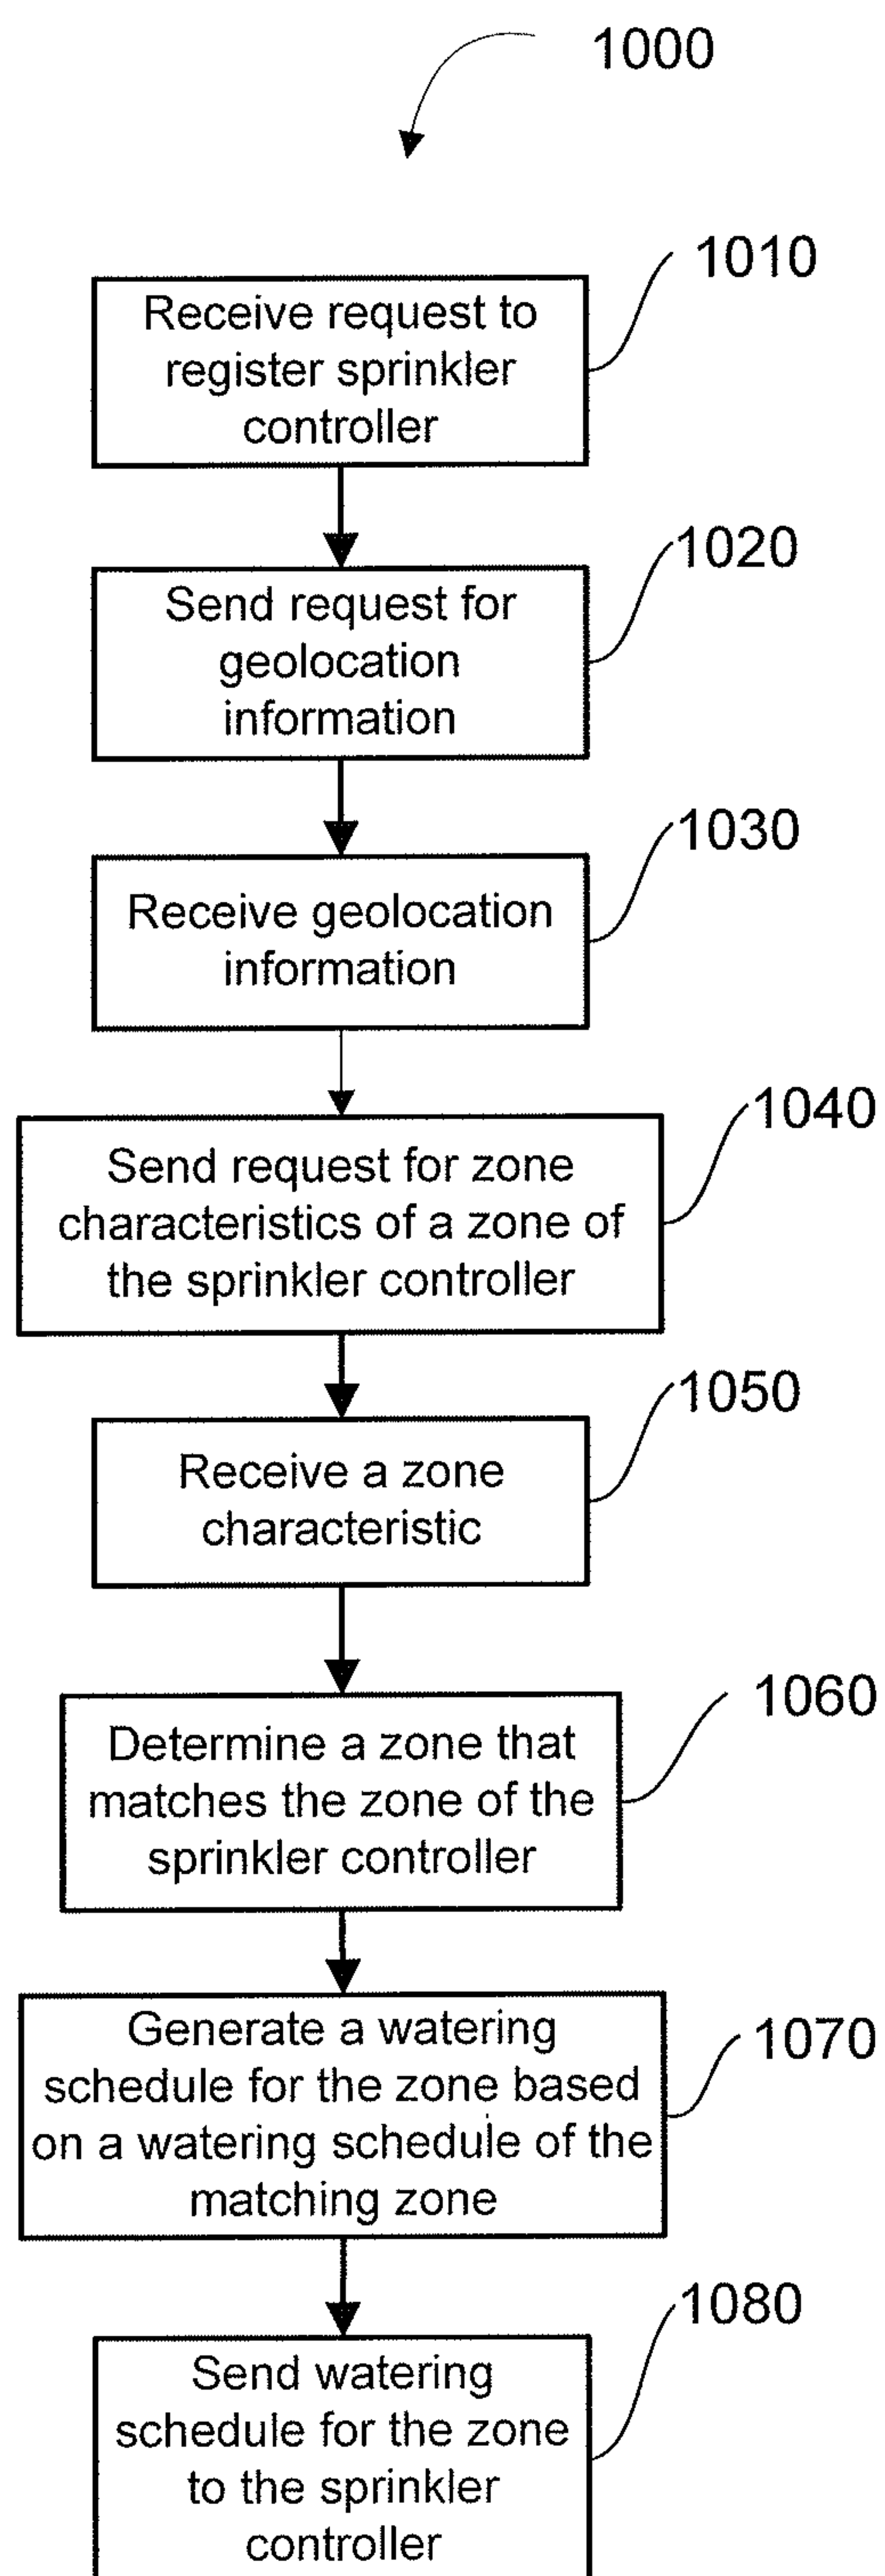 1000
1010
Receive request to
register sprinkler
controller
1020
Send request for
geolocation
information
1030
Receive geolocation
information
1040
Send request for zone
characteristics of a zone of
the sprinkler controller
1050
Receive a zone
characteristic
1060
Determine a zone that
matches the zone of the
sprinkler controller
1070
Generate a watering
schedule for the zone based
on a watering schedule of the
matching zone
1080
Send watering
schedule for the zone
to the sprinkler
controller